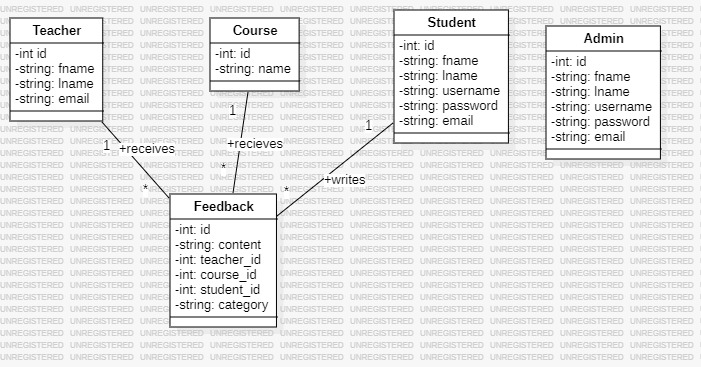 Teacher
-int id
-string: fname
-string: lname
-string: email
Course
-int: id
-string: name
Student
-int: id
-string: fname
-string: lname
-string: username
-string: password
-string: email
Admin
-int: id
-string: fname
-string: lname
-string: username
-string: password
-string: email
1
+receives
*
1
+recieves
*
1
+writes
*
Feedback
-int: id
-string: content
-int: teacher_id
-int: course_id
-int: student_id
-string: category
UNREGISTERED